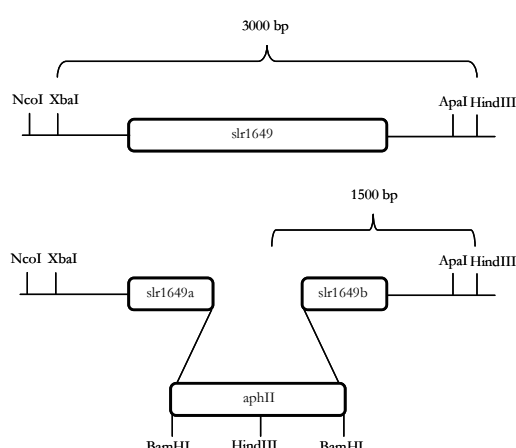 3000 bp
NcoI XbaI ApaI HindIII
slr1649
1500 bp
NcoI XbaI ApaI HindIII
slr1649a slr1649b
aphII
BamHI HindIII BamHI